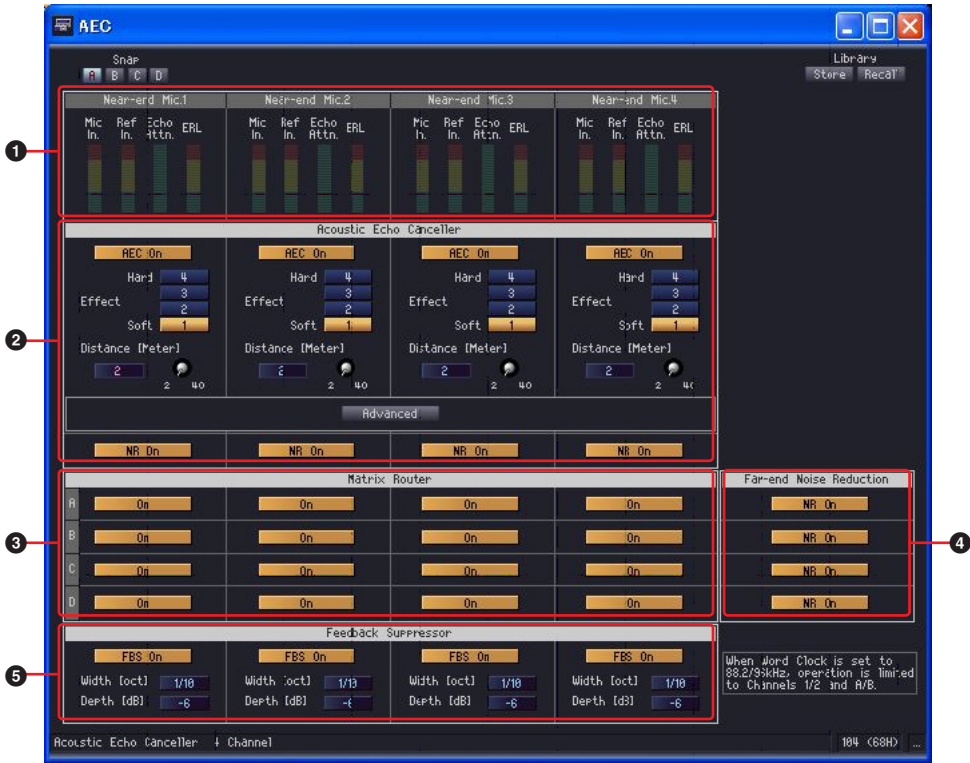 AEC
Snap
Library
A B C D
Store Recall
Near-end Mic.1 Near-end Mic.2 Near-end Mic.3 Near-end Mic.4
Mic In. Ref In. Echo Attn. ERL Mic In. Ref In. Echo Attn. ERL Mic In. Ref In. Echo Attn. ERL Mic In. Ref In. Echo Attn. ERL
1
Acoustic Echo Canceller
AEC On AEC On AEC On AEC On
Hard 4 Hard 4 Hard 4 Hard 4
3 3 3 3
Effect Effect Effect Effect
2 2 2 2
Soft 1 Soft 1 Soft 1 Soft 1
2
Distance [Meter] Distance [Meter] Distance [Meter] Distance [Meter]
2 2 2 2
2 40 2 40 2 40 2 40
Advanced
NR On NR On NR On NR On
Matrix Router Far-end Noise Reduction
A On On On On NR On
3 B On On On On NR On 4
C On On On On NR On
D On On On On NR On
Feedback Suppressor
FBS On FBS On FBS On FBS On
5
Width [oct] 1/10 Width [oct] 1/10 Width [oct] 1/10 Width [oct] 1/10
Depth [dB] -6 Depth [dB] -6 Depth [dB] -6 Depth [dB] -6
When Word Clock is set to
88.2/96kHz, operation is limited
to Channels 1/2 and A/B.
Acoustic Echo Canceller 4 Channel 104 (68H) ...